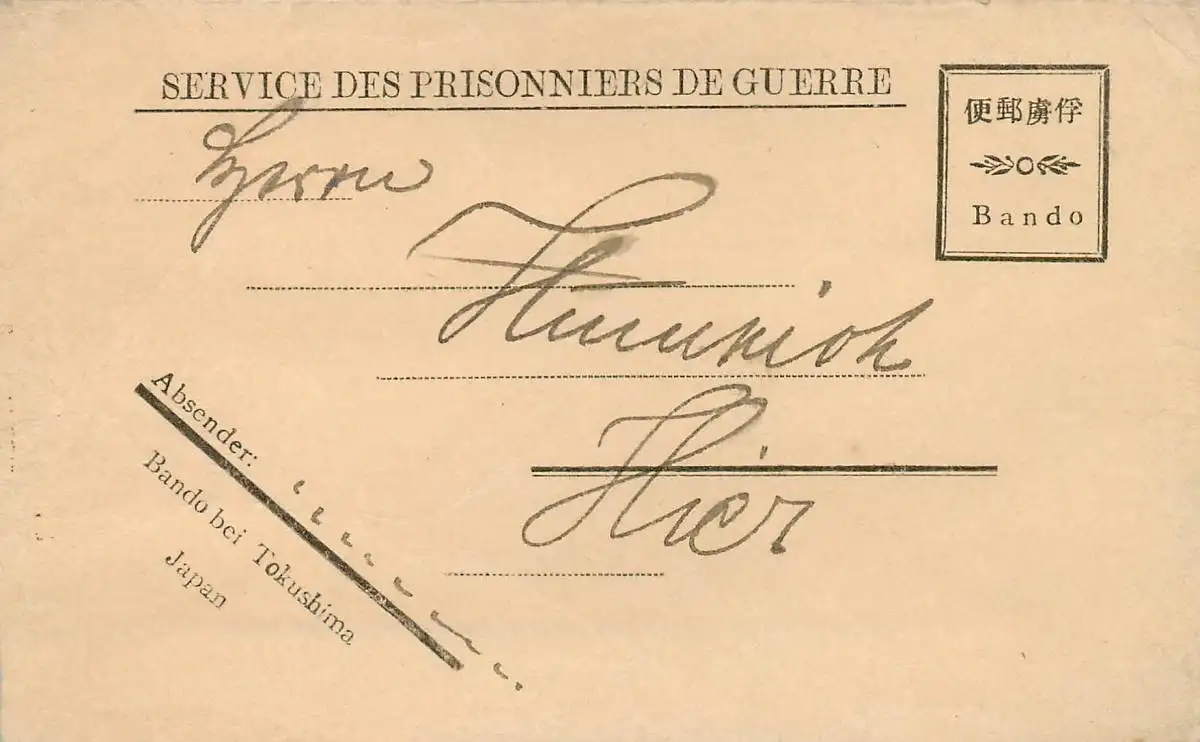 SERVICE DES PRISONNIERS DE GUERRE
便郵虜俘
Bando
Herrn
Hier
Absender:
Bando bei Tokushima
Japan